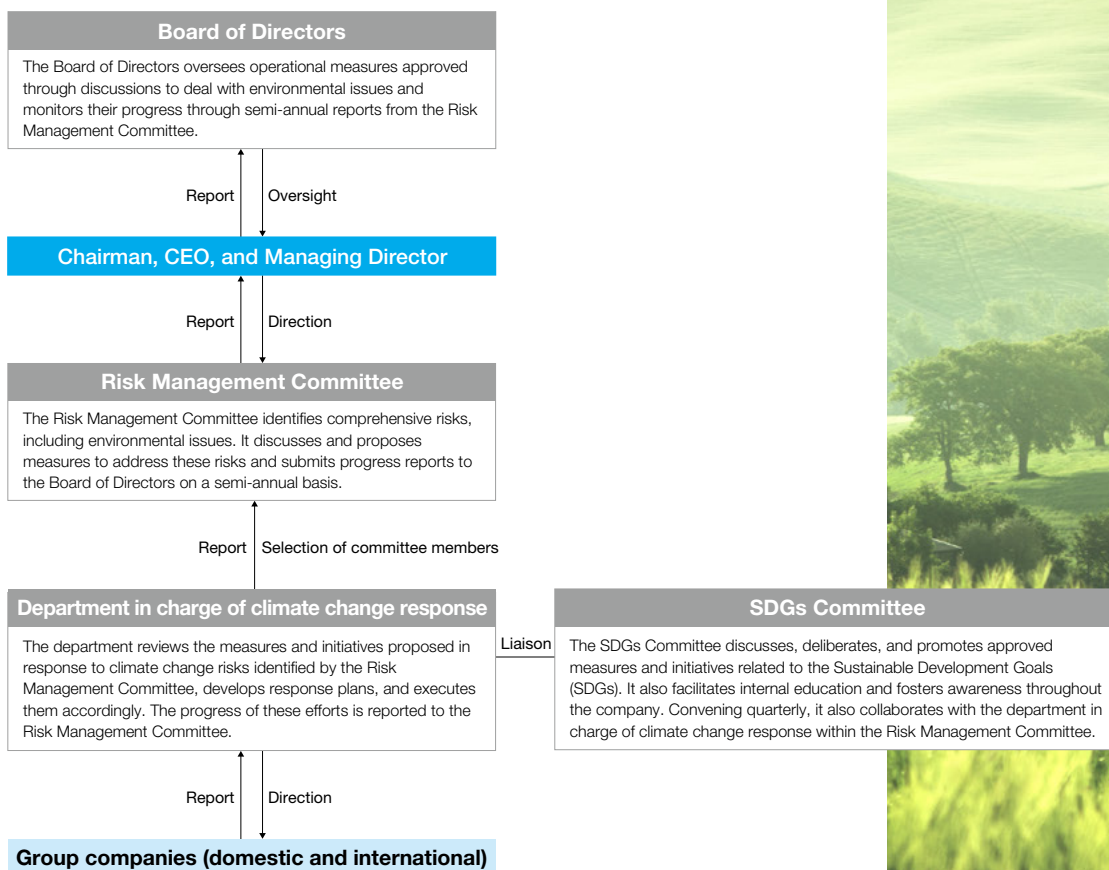 Board of Directors
The Board of Directors oversees operational measures approved
through discussions to deal with environmental issues and
monitors their progress through semi-annual reports from the Risk
Management Committee.
Report
Oversight
Chairman, CEO, and Managing Director
Report
Direction
Risk Management Committee
The Risk Management Committee identifies comprehensive risks,
including environmental issues. It discusses and proposes
measures to address these risks and submits progress reports to
the Board of Directors on a semi-annual basis.
Report
Selection of committee members
Department in charge of climate change response
The department reviews the measures and initiatives proposed in
response to climate change risks identified by the Risk
Management Committee, develops response plans, and executes
them accordingly. The progress of these efforts is reported to the
Risk Management Committee.
Liaison
SDGs Committee
The SDGs Committee discusses, deliberates, and promotes approved
measures and initiatives related to the Sustainable Development Goals
(SDGs). It also facilitates internal education and fosters awareness throughout
the company. Convening quarterly, it also collaborates with the department in
charge of climate change response within the Risk Management Committee.
Report
Direction
Group companies (domestic and international)